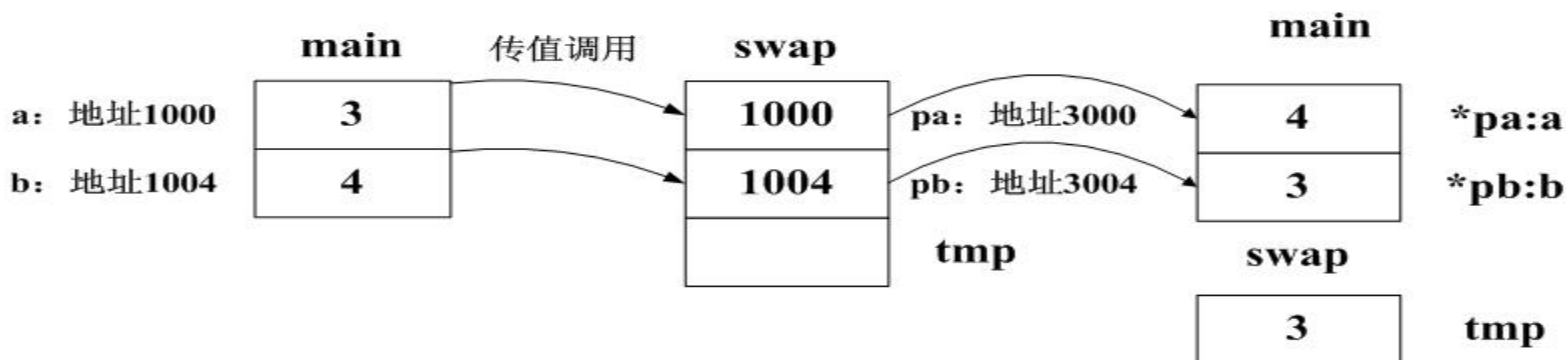 main 传值调用 swap main
a：地址1000 3 1000 pa：地址3000 4 *pa:a
b：地址1004 4 1004 pb：地址3004 3 *pb:b
tmp swap
3 tmp